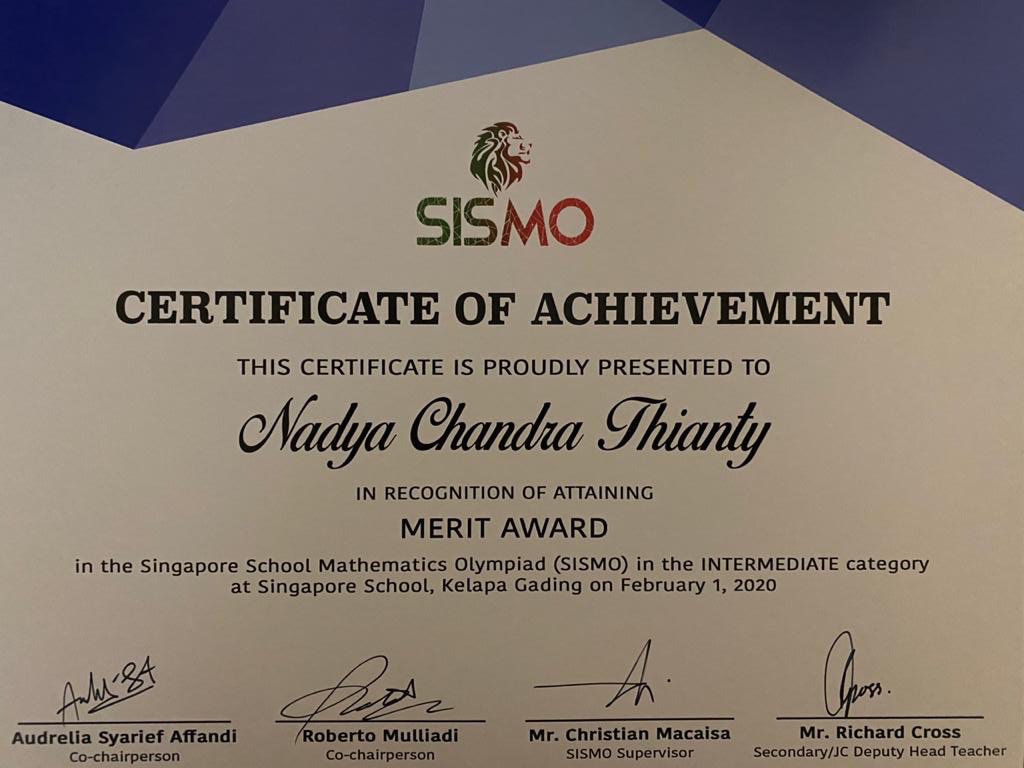 SISMO
CERTIFICATE OF ACHIEVEMENT
THIS CERTIFICATE IS PROUDLY PRESENTED TO
Nadya Chandra Thianty
IN RECOGNITION OF ATTAINING
MERIT AWARD
in the Singapore School Mathematics Olympiad (SISMO) in the INTERMEDIATE category
at Singapore School, Kelapa Gading on February 1, 2020
Audrelia Syarief Affandi
Co-chairperson
Roberto Mulliadi
Co-chairperson
Mr. Christian Macaisa
SISMO Supervisor
Mr. Richard Cross
Secondary/JC Deputy Head Teacher